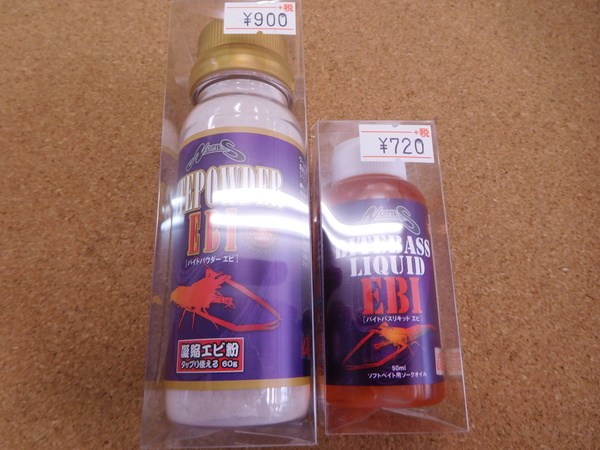 +税
¥900
NorieS
BITEPOWDER
EBI
[バイトパウダー エビ]
凝縮エビ粉
タップリ使える 60g
+税
¥720
NorieS
BITEBASS
LIQUID
EBI
[バイトバスリキッド エビ]
50ml
ソフトベイト用ソークオイル